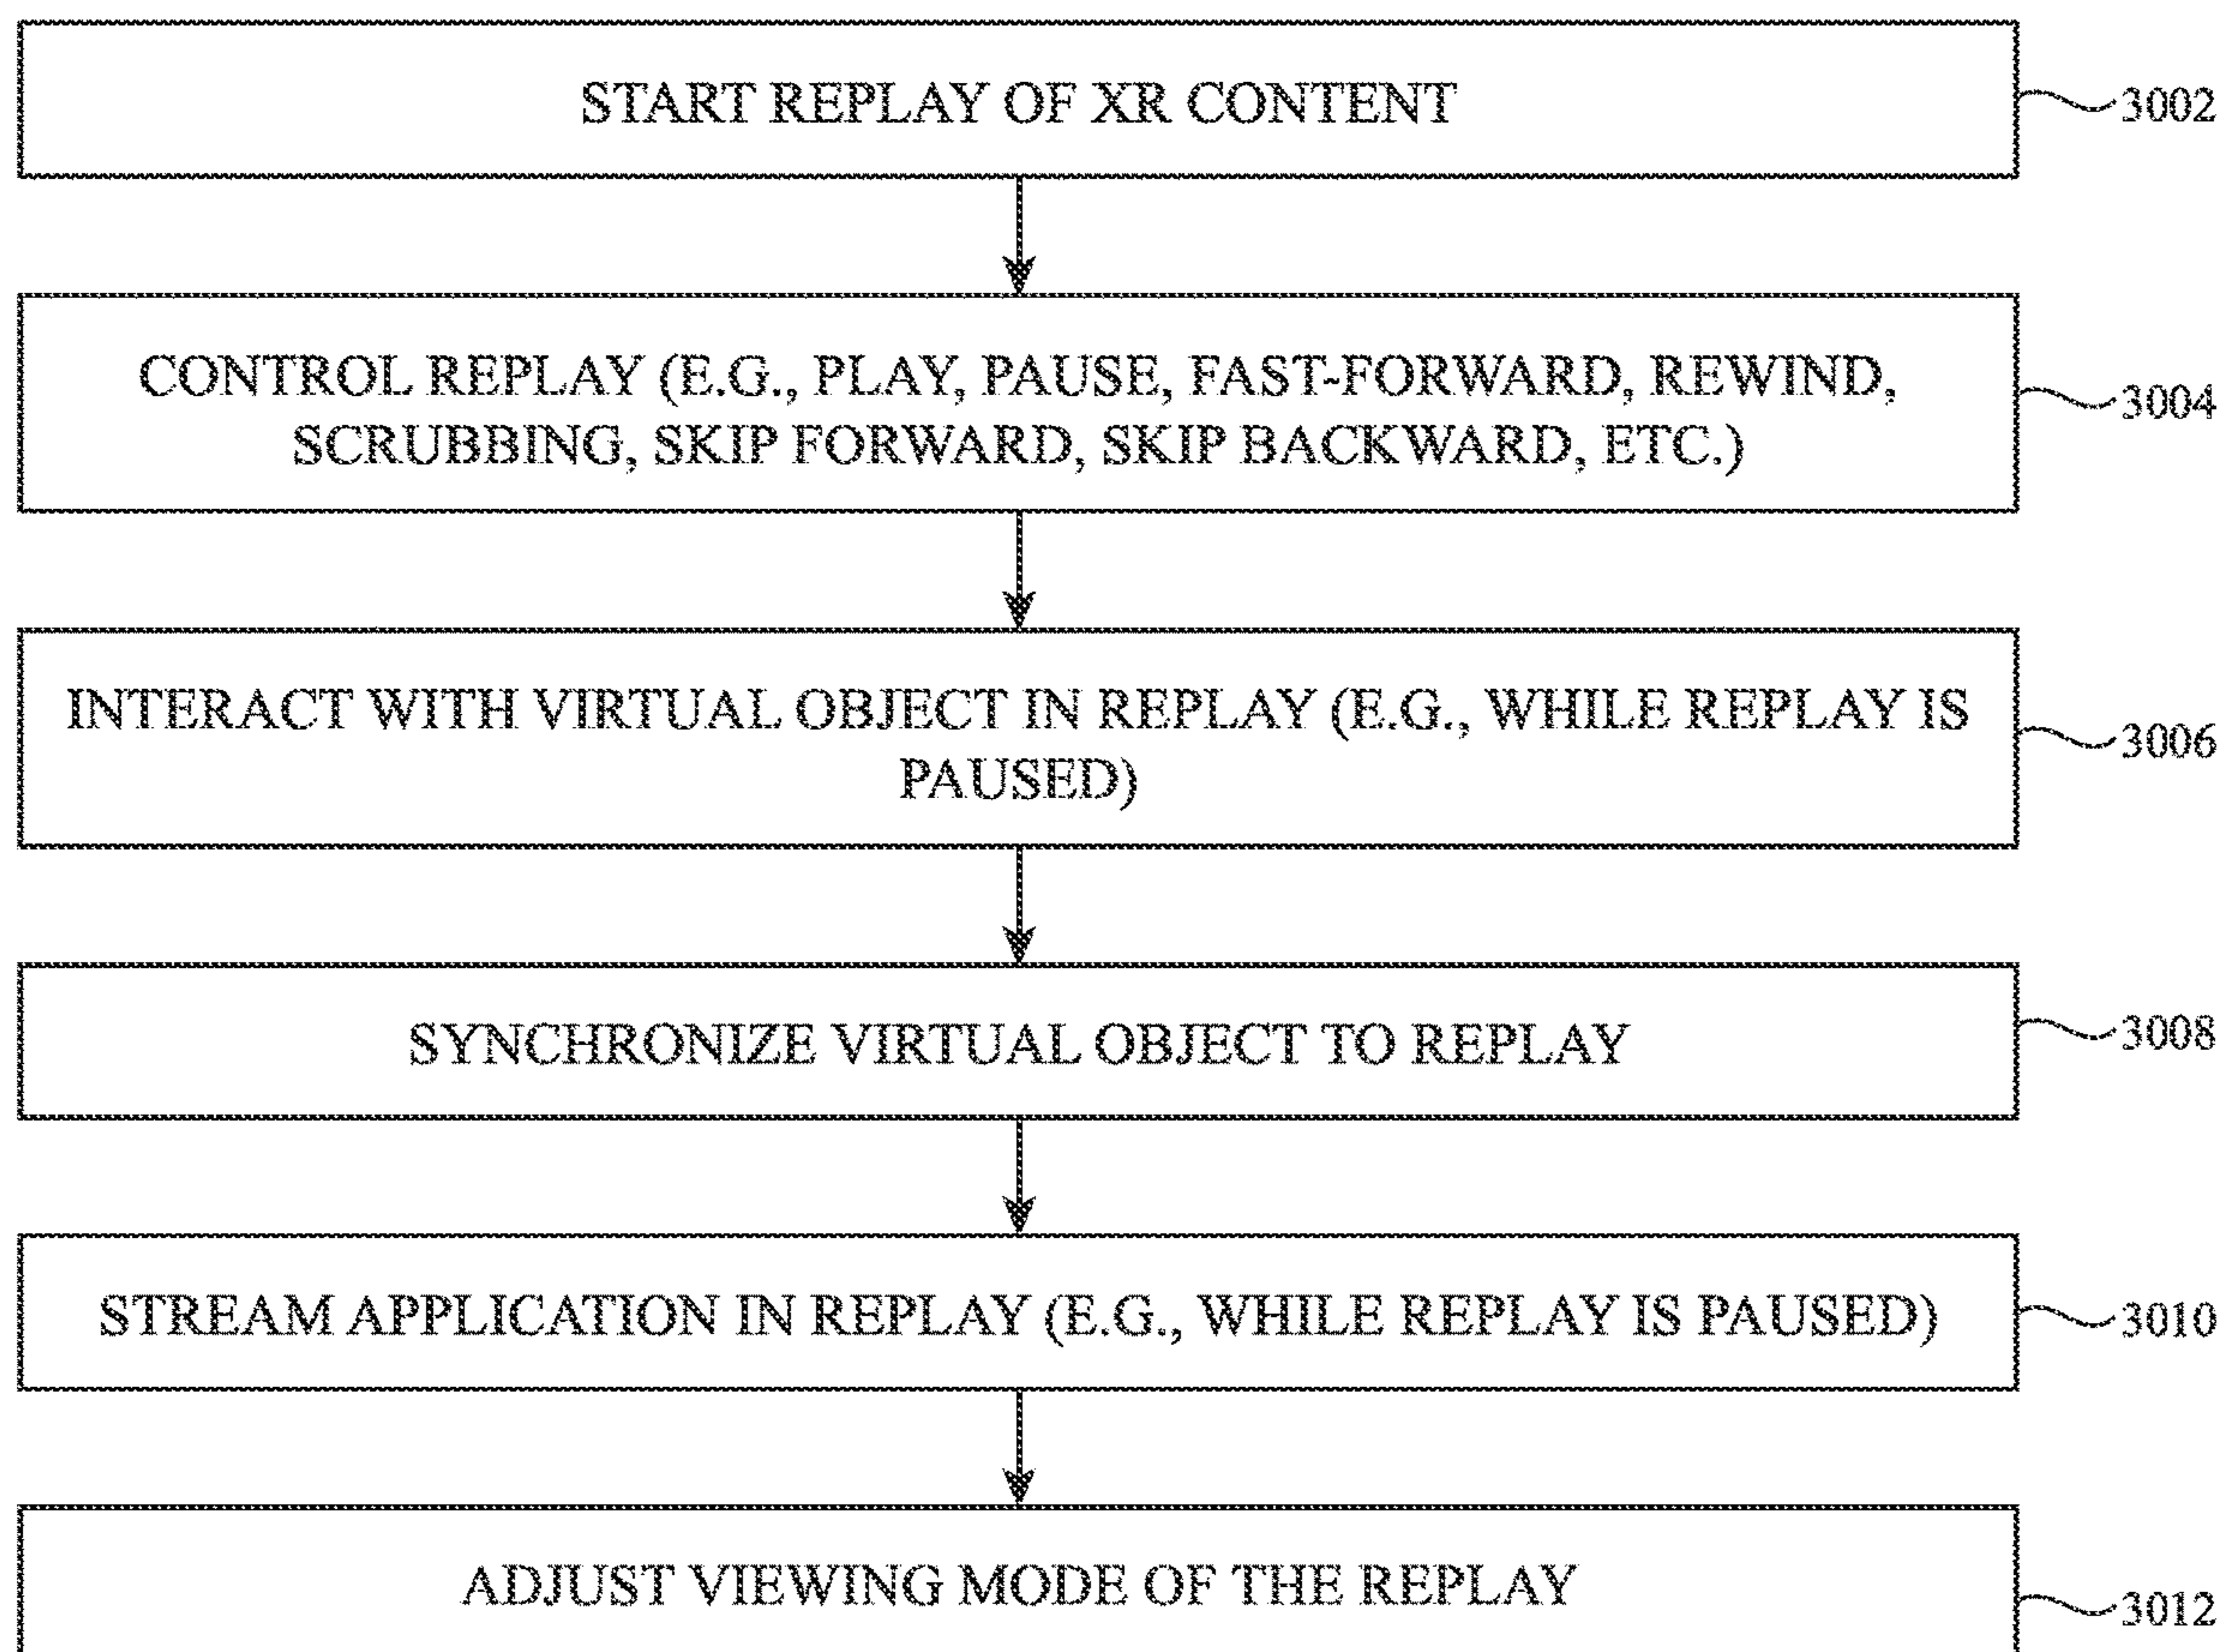 START REPLAY OF XR CONTENT
3002
CONTROL REPLAY (E.G., PLAY, PAUSE, FAST-FORWARD, REWIND,
SCRUBBING, SKIP FORWARD, SKIP BACKWARD, ETC.)
3004
INTERACT WITH VIRTUAL OBJECT IN REPLAY (E.G., WHILE REPLAY IS
PAUSED)
3006
SYNCHRONIZE VIRTUAL OBJECT TO REPLAY
3008
STREAM APPLICATION IN REPLAY (E.G., WHILE REPLAY IS PAUSED)
3010
ADJUST VIEWING MODE OF THE REPLAY
3012